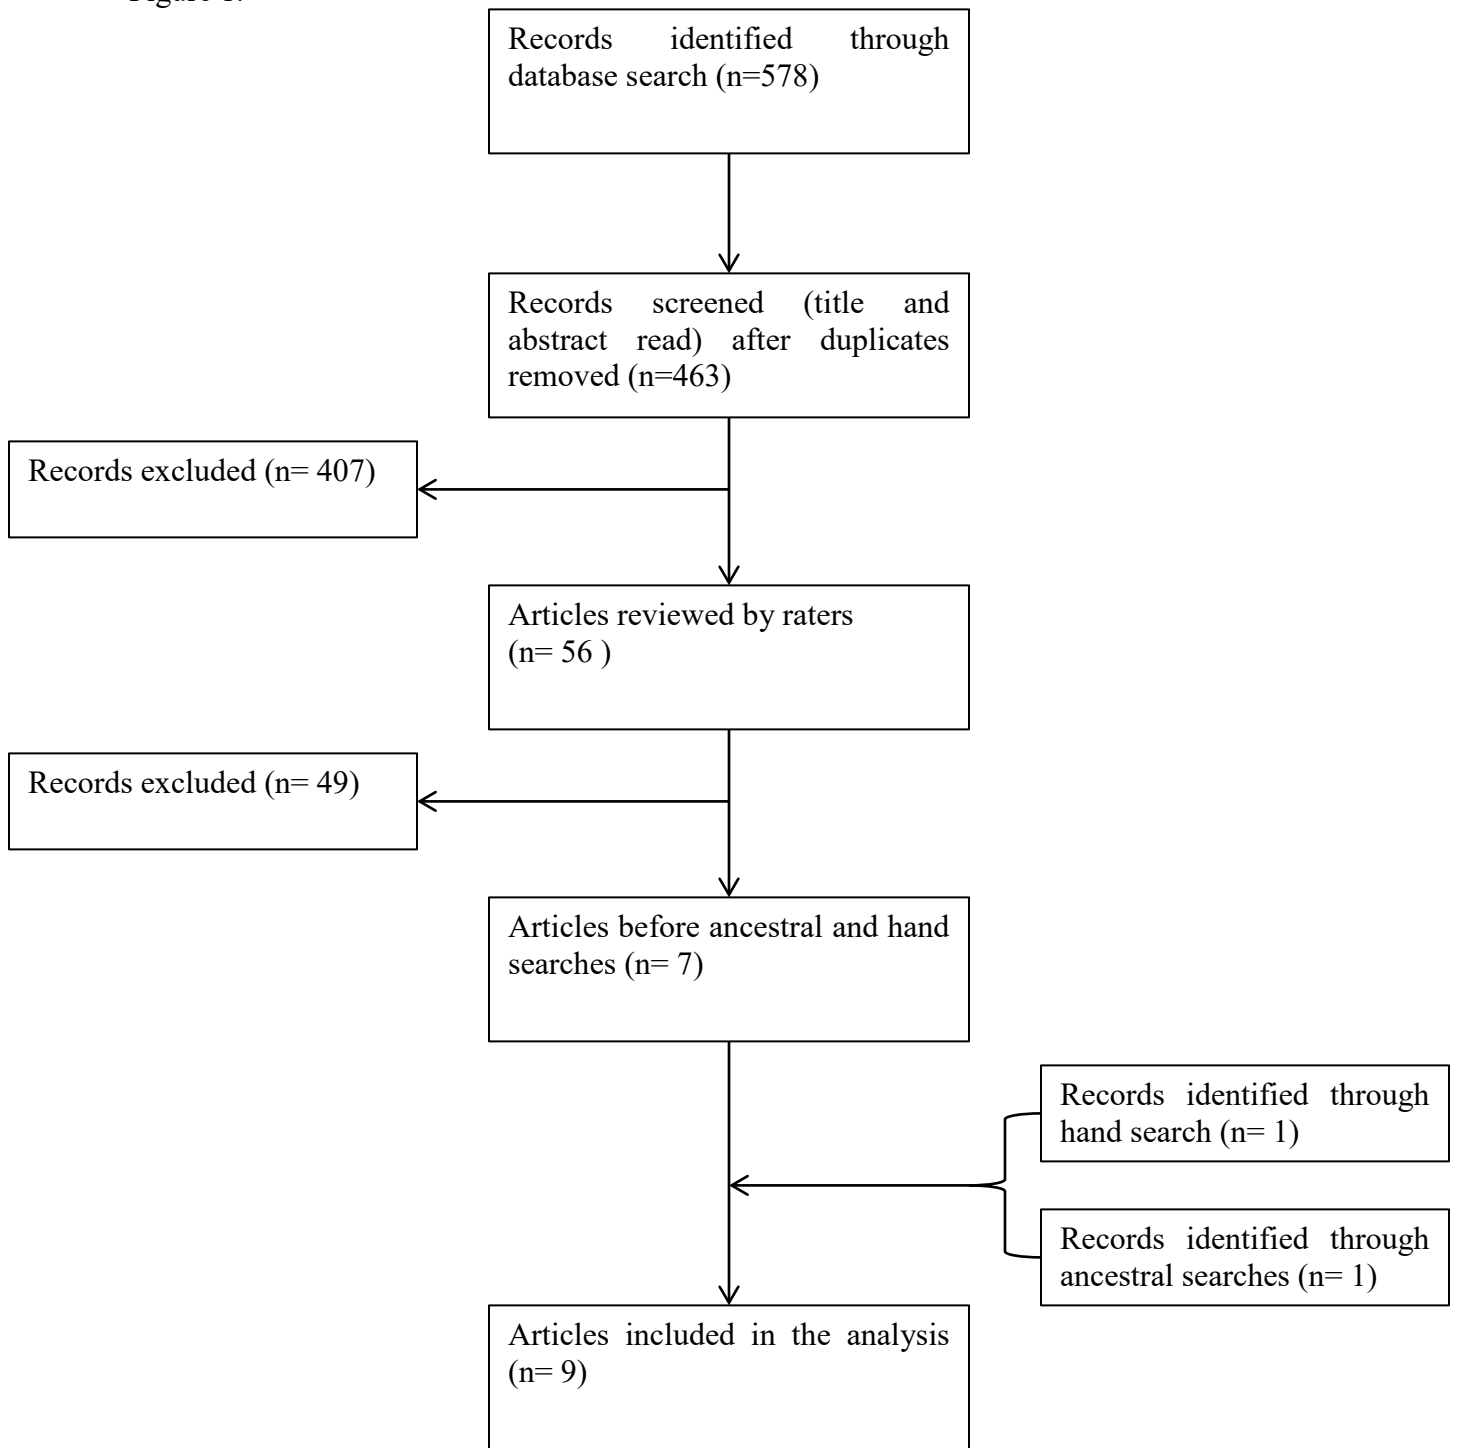 Records identified through
database search (n=578)
Records screened (title and
abstract read) after duplicates
removed (n=463)
Records excluded (n= 407)
Articles reviewed by raters
(n= 56 )
Records excluded (n= 49)
Articles before ancestral and hand
searches (n= 7)
Records identified through
hand search (n= 1)
Records identified through
ancestral searches (n= 1)
Articles included in the analysis
(n= 9)